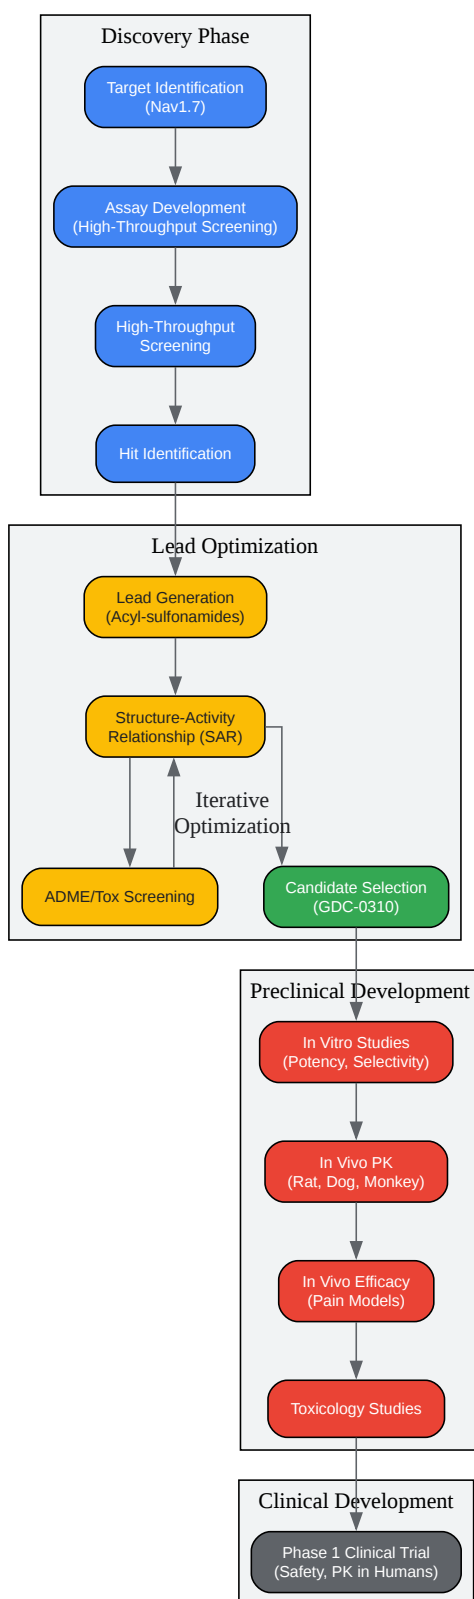 Discovery Phase
Target Identification
(Nav1.7)
Assay Development
(High-Throughput Screening)
High-Throughput
Screening
Hit Identification
Lead Optimization
Lead Generation
(Acyl-sulfonamides)
Structure-Activity
Relationship (SAR)
Iterative
Optimization
ADME/Tox Screening
Candidate Selection
(GDC-0310)
Preclinical Development
In Vitro Studies
(Potency, Selectivity)
In Vivo PK
(Rat, Dog, Monkey)
In Vivo Efficacy
(Pain Models)
Toxicology Studies
Clinical Development
Phase 1 Clinical Trial
(Safety, PK in Humans)